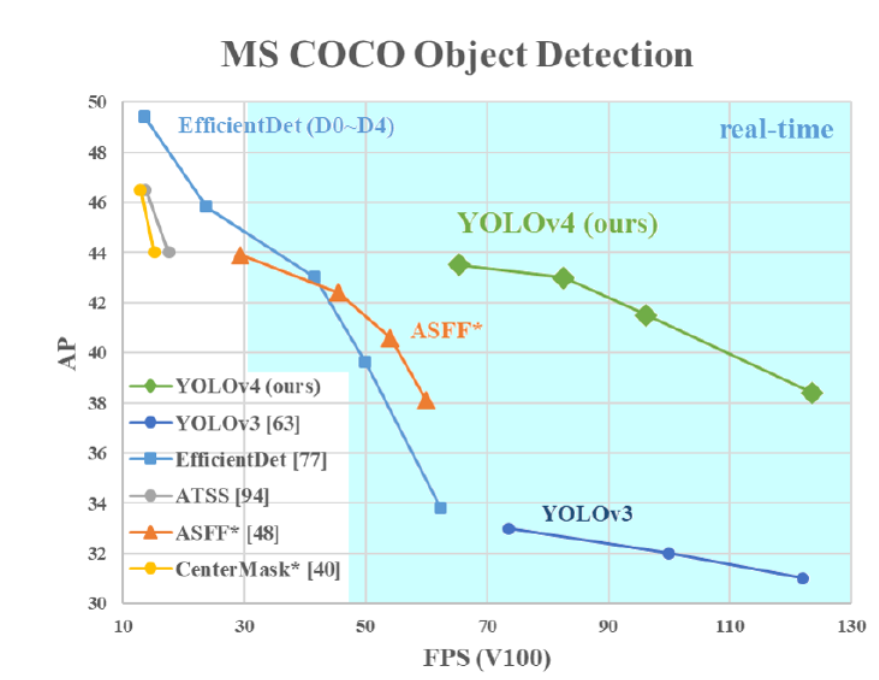 MS COCO Object Detection
50
48
46
44
42
40
38
36
34
32
30
AP
EfficientDet (D0~D4)
real-time
YOLOv4 (ours)
ASFF*
YOLOv3
YOLOv4 (ours)
YOLOv3 [63]
EfficientDet [77]
ATSS [94]
ASFF* [48]
CenterMask* [40]
10 30 50 70 90 110 130
FPS (V100)